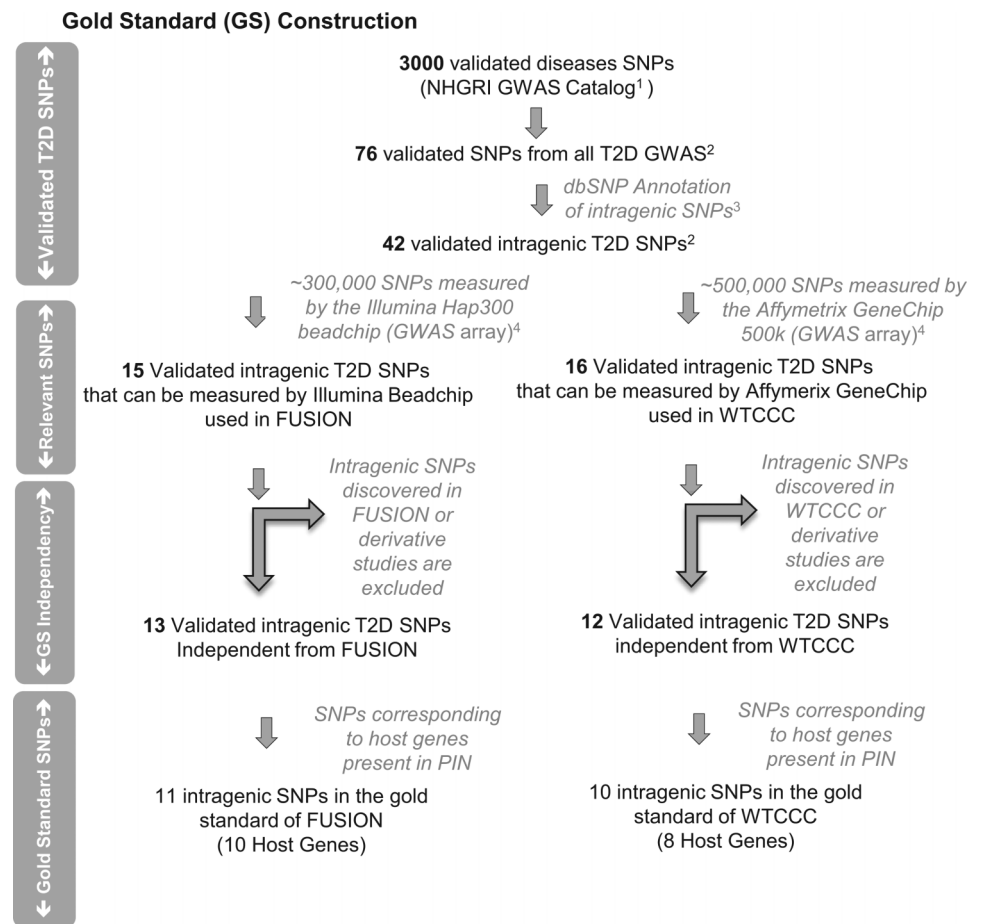 Gold Standard (GS) Construction
←Validated T2D SNPs→
3000 validated diseases SNPs
(NHGRI GWAS Catalog¹ )
76 validated SNPs from all T2D GWAS²
dbSNP Annotation
of intragenic SNPs³
42 validated intragenic T2D SNPs²
←Relevant SNPs→
~300,000 SNPs measured
by the Illumina Hap300
beadchip (GWAS array)⁴
~500,000 SNPs measured by
the Affymetrix GeneChip
500k (GWAS array)⁴
15 Validated intragenic T2D SNPs
that can be measured by Illumina Beadchip
used in FUSION
16 Validated intragenic T2D SNPs
that can be measured by Affymerix GeneChip
used in WTCCC
←GS Independency→
Intragenic SNPs
discovered in
FUSION or
derivative
studies are
excluded
Intragenic SNPs
discovered in
WTCCC or
derivative
studies are
excluded
13 Validated intragenic T2D SNPs
Independent from FUSION
12 Validated intragenic T2D SNPs
independent from WTCCC
← Gold Standard SNPs→
SNPs corresponding
to host genes
present in PIN
SNPs corresponding
to host genes
present in PIN
11 intragenic SNPs in the gold
standard of FUSION
(10 Host Genes)
10 intragenic SNPs in the gold
standard of WTCCC
(8 Host Genes)